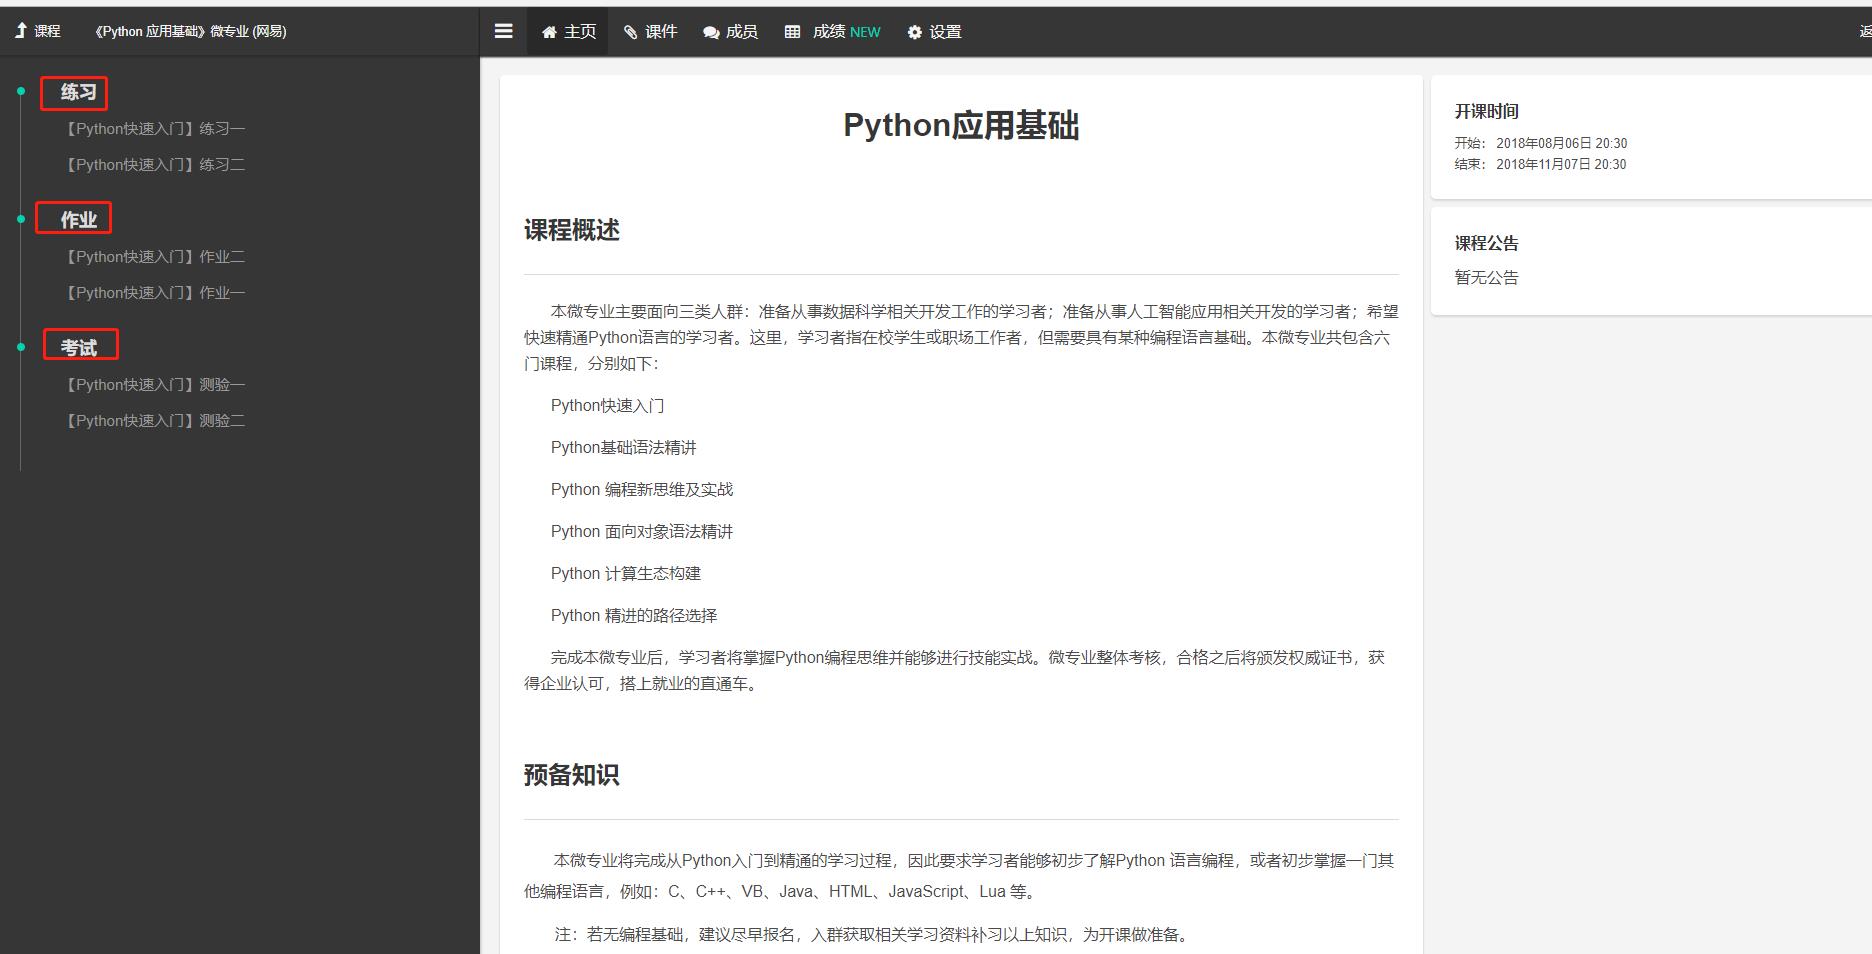 课程
《Python 应用基础》微专业 (网易)
主页
课件
成员
成绩 NEW
设置
返
练习
【Python快速入门】练习一
【Python快速入门】练习二
作业
【Python快速入门】作业二
【Python快速入门】作业一
考试
【Python快速入门】测验一
【Python快速入门】测验二
Python应用基础
课程概述
本微专业主要面向三类人群：准备从事数据科学相关开发工作的学习者；准备从事人工智能应用相关开发的学习者；希望
快速精通Python语言的学习者。这里，学习者指在校学生或职场工作者，但需要具有某种编程语言基础。本微专业共包含六
门课程，分别如下：
Python快速入门
Python基础语法精讲
Python 编程新思维及实战
Python 面向对象语法精讲
Python 计算生态构建
Python 精进的路径选择
完成本微专业后，学习者将掌握Python编程思维并能够进行技能实战。微专业整体考核，合格之后将颁发权威证书，获
得企业认可，搭上就业的直通车。
预备知识
本微专业将完成从Python入门到精通的学习过程，因此要求学习者能够初步了解Python 语言编程，或者初步掌握一门其
他编程语言，例如：C、C++、VB、Java、HTML、JavaScript、Lua 等。
注：若无编程基础，建议尽早报名，入群获取相关学习资料补习以上知识，为开课做准备。
开课时间
开始： 2018年08月06日 20:30
结束： 2018年11月07日 20:30
课程公告
暂无公告